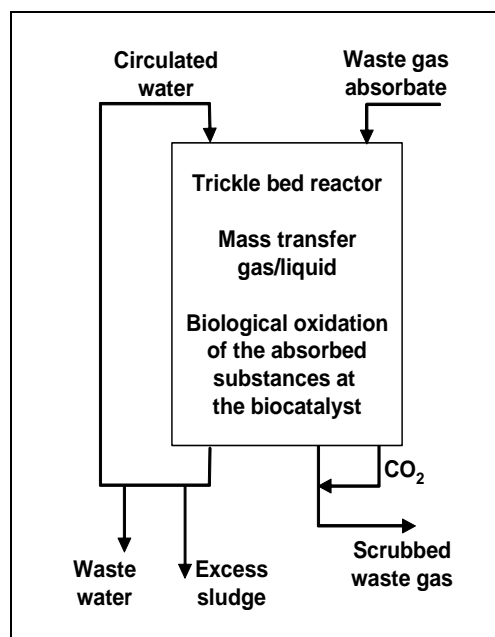 Circulated
water
Waste gas
absorbate
Trickle bed reactor
Mass transfer
gas/liquid
Biological oxidation
of the absorbed
substances at
the biocatalyst
CO₂
Waste
water
Excess
sludge
Scrubbed
waste gas